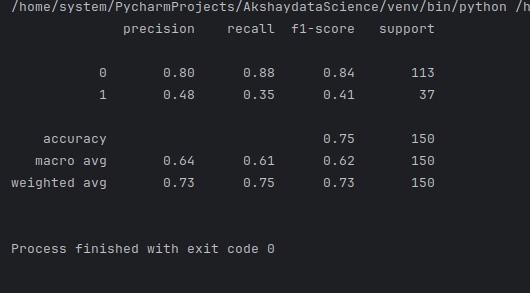 /home/system/PycharmProjects/AkshaydataScience/venv/bin/python /h
precision recall f1-score support
0 0.80 0.88 0.84 113
1 0.48 0.35 0.41 37
accuracy 0.75 150
macro avg 0.64 0.61 0.62 150
weighted avg 0.73 0.75 0.73 150
Process finished with exit code 0